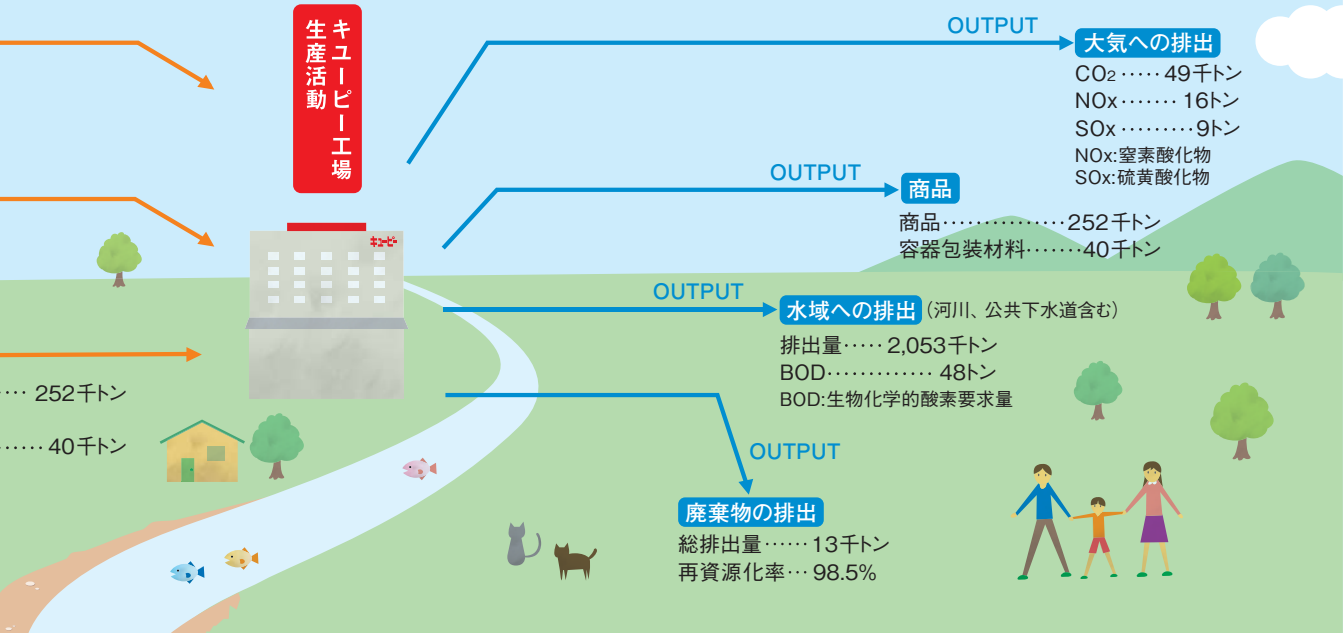 キユーピー工場
生産活動
キユーピー
‥‥ 252千トン
‥‥‥ 40千トン
OUTPUT
大気への排出
CO2 ‥‥‥ 49千トン
NOx ‥‥‥‥ 16トン
SOx ‥‥‥‥‥ 9トン
NOx:窒素酸化物
SOx:硫黄酸化物
OUTPUT
商品
商品‥‥‥‥‥‥‥‥ 252千トン
容器包装材料‥‥‥‥ 40千トン
OUTPUT
水域への排出 (河川、公共下水道含む)
排出量‥‥‥ 2,053千トン
BOD‥‥‥‥‥‥‥ 48トン
BOD:生物化学的酸素要求量
OUTPUT
廃棄物の排出
総排出量‥‥‥ 13千トン
再資源化率‥‥ 98.5%